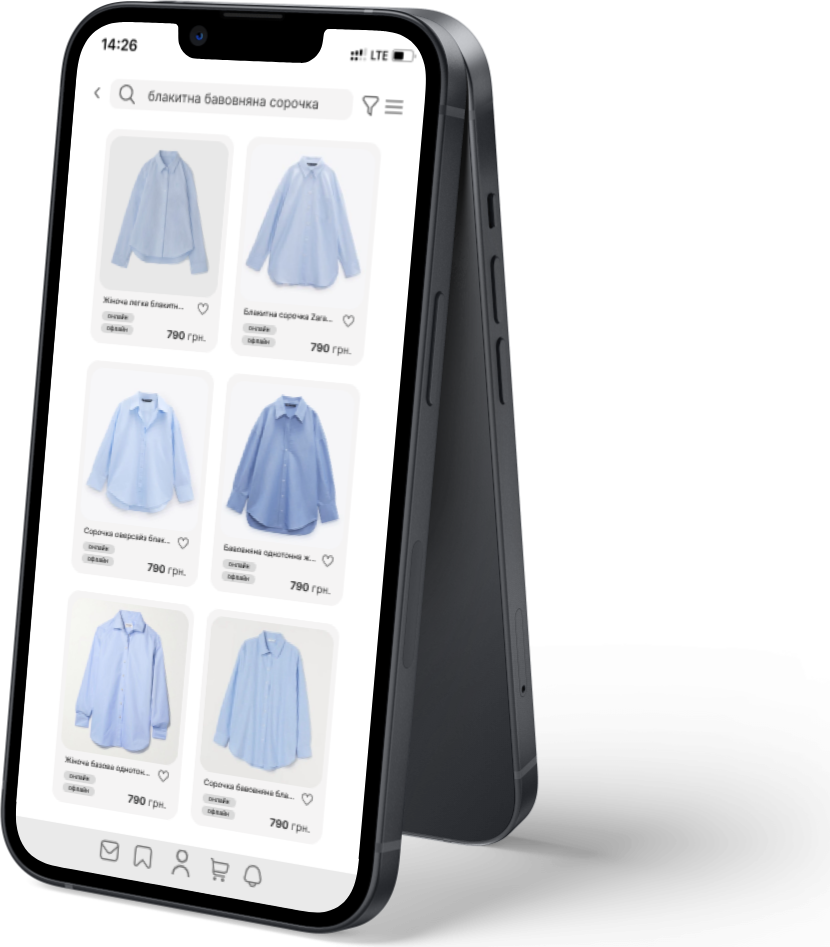 14:26
LTE
блакитна бавовняна сорочка
Жіноча легка блакитн...
онлайн
офлайн
790 грн.
Блакитна сорочка Zara...
онлайн
офлайн
790 грн.
Сорочка оверсайз блак...
онлайн
офлайн
790 грн.
Бавовняна однотонна ж...
онлайн
офлайн
790 грн.
Жіноча базова однотон...
онлайн
офлайн
790 грн.
Сорочка бавовняна бла...
онлайн
офлайн
790 грн.